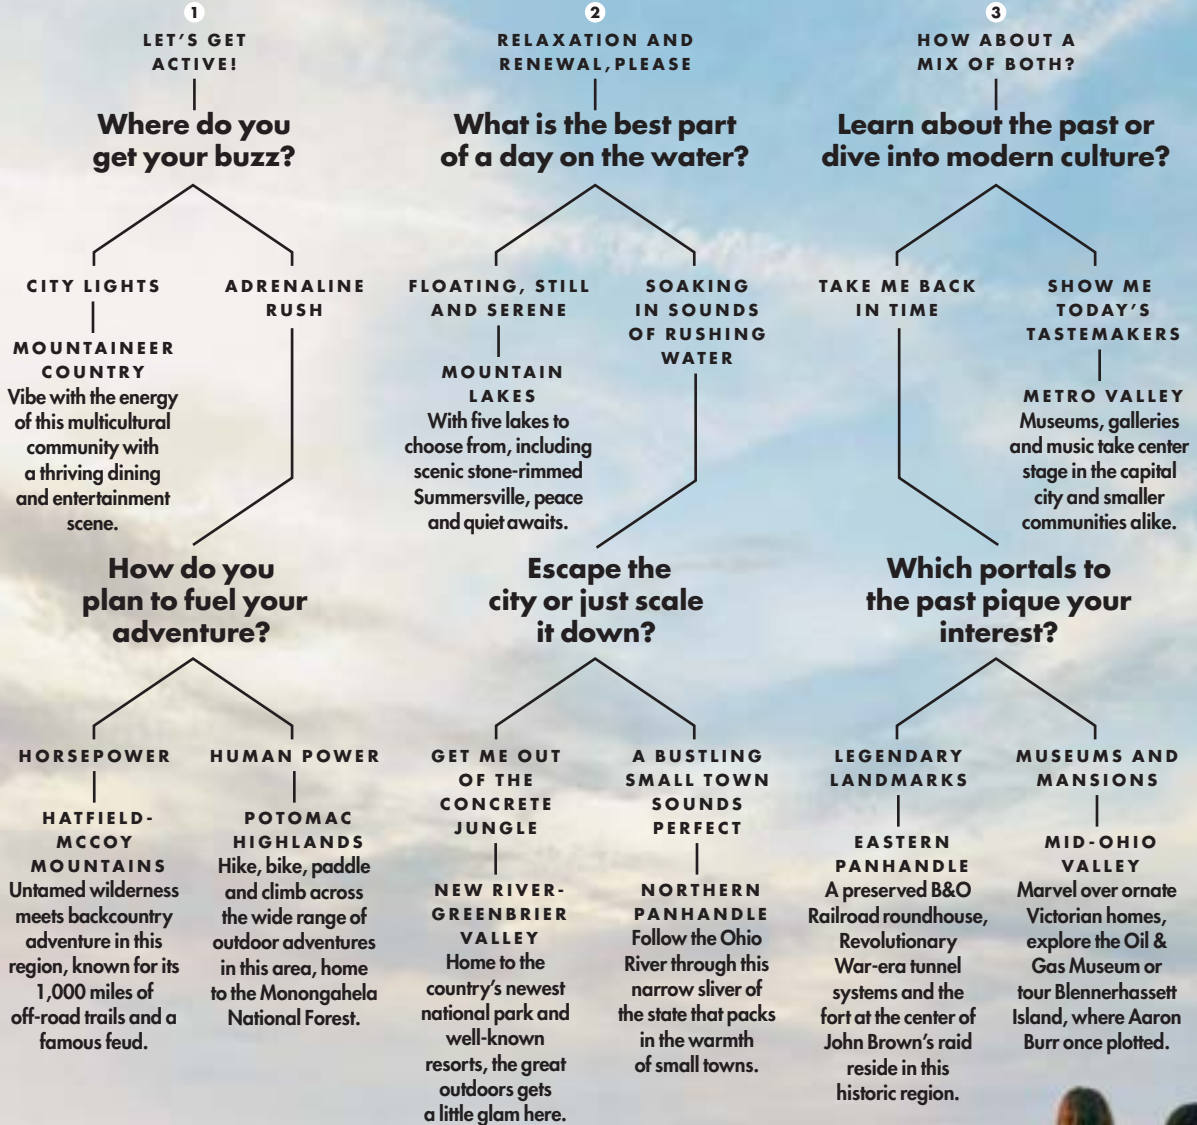 1
LET'S GET
ACTIVE!
Where do you
get your buzz?
CITY LIGHTS
MOUNTAINEER
COUNTRY
Vibe with the energy
of this multicultural
community with
a thriving dining
and entertainment
scene.
ADRENALINE
RUSH
How do you
plan to fuel your
adventure?
HORSEPOWER
HATFIELD-
MCCOY
MOUNTAINS
Untamed wilderness
meets backcountry
adventure in this
region, known for its
1,000 miles of
off-road trails and a
famous feud.
HUMAN POWER
POTOMAC
HIGHLANDS
Hike, bike, paddle
and climb across
the wide range of
outdoor adventures
in this area, home
to the Monongahela
National Forest.
2
RELAXATION AND
RENEWAL, PLEASE
What is the best part
of a day on the water?
FLOATING, STILL
AND SERENE
MOUNTAIN
LAKES
With five lakes to
choose from, including
scenic stone-rimmed
Summersville, peace
and quiet awaits.
SOAKING
IN SOUNDS
OF RUSHING
WATER
Escape the
city or just scale
it down?
GET ME OUT
OF THE
CONCRETE
JUNGLE
NEW RIVER-
GREENBRIER
VALLEY
Home to the
country's newest
national park and
well-known
resorts, the great
outdoors gets
a little glam here.
A BUSTLING
SMALL TOWN
SOUNDS
PERFECT
NORTHERN
PANHANDLE
Follow the Ohio
River through this
narrow sliver of
the state that packs
in the warmth
of small towns.
3
HOW ABOUT A
MIX OF BOTH?
Learn about the past or
dive into modern culture?
TAKE ME BACK
IN TIME
SHOW ME
TODAY'S
TASTEMAKERS
METRO VALLEY
Museums, galleries
and music take center
stage in the capital
city and smaller
communities alike.
Which portals to
the past pique your
interest?
LEGENDARY
LANDMARKS
EASTERN
PANHANDLE
A preserved B&O
Railroad roundhouse,
Revolutionary
War-era tunnel
systems and the
fort at the center of
John Brown's raid
reside in this
historic region.
MUSEUMS AND
MANSIONS
MID-OHIO
VALLEY
Marvel over ornate
Victorian homes,
explore the Oil &
Gas Museum or
tour Blennerhassett
Island, where Aaron
Burr once plotted.